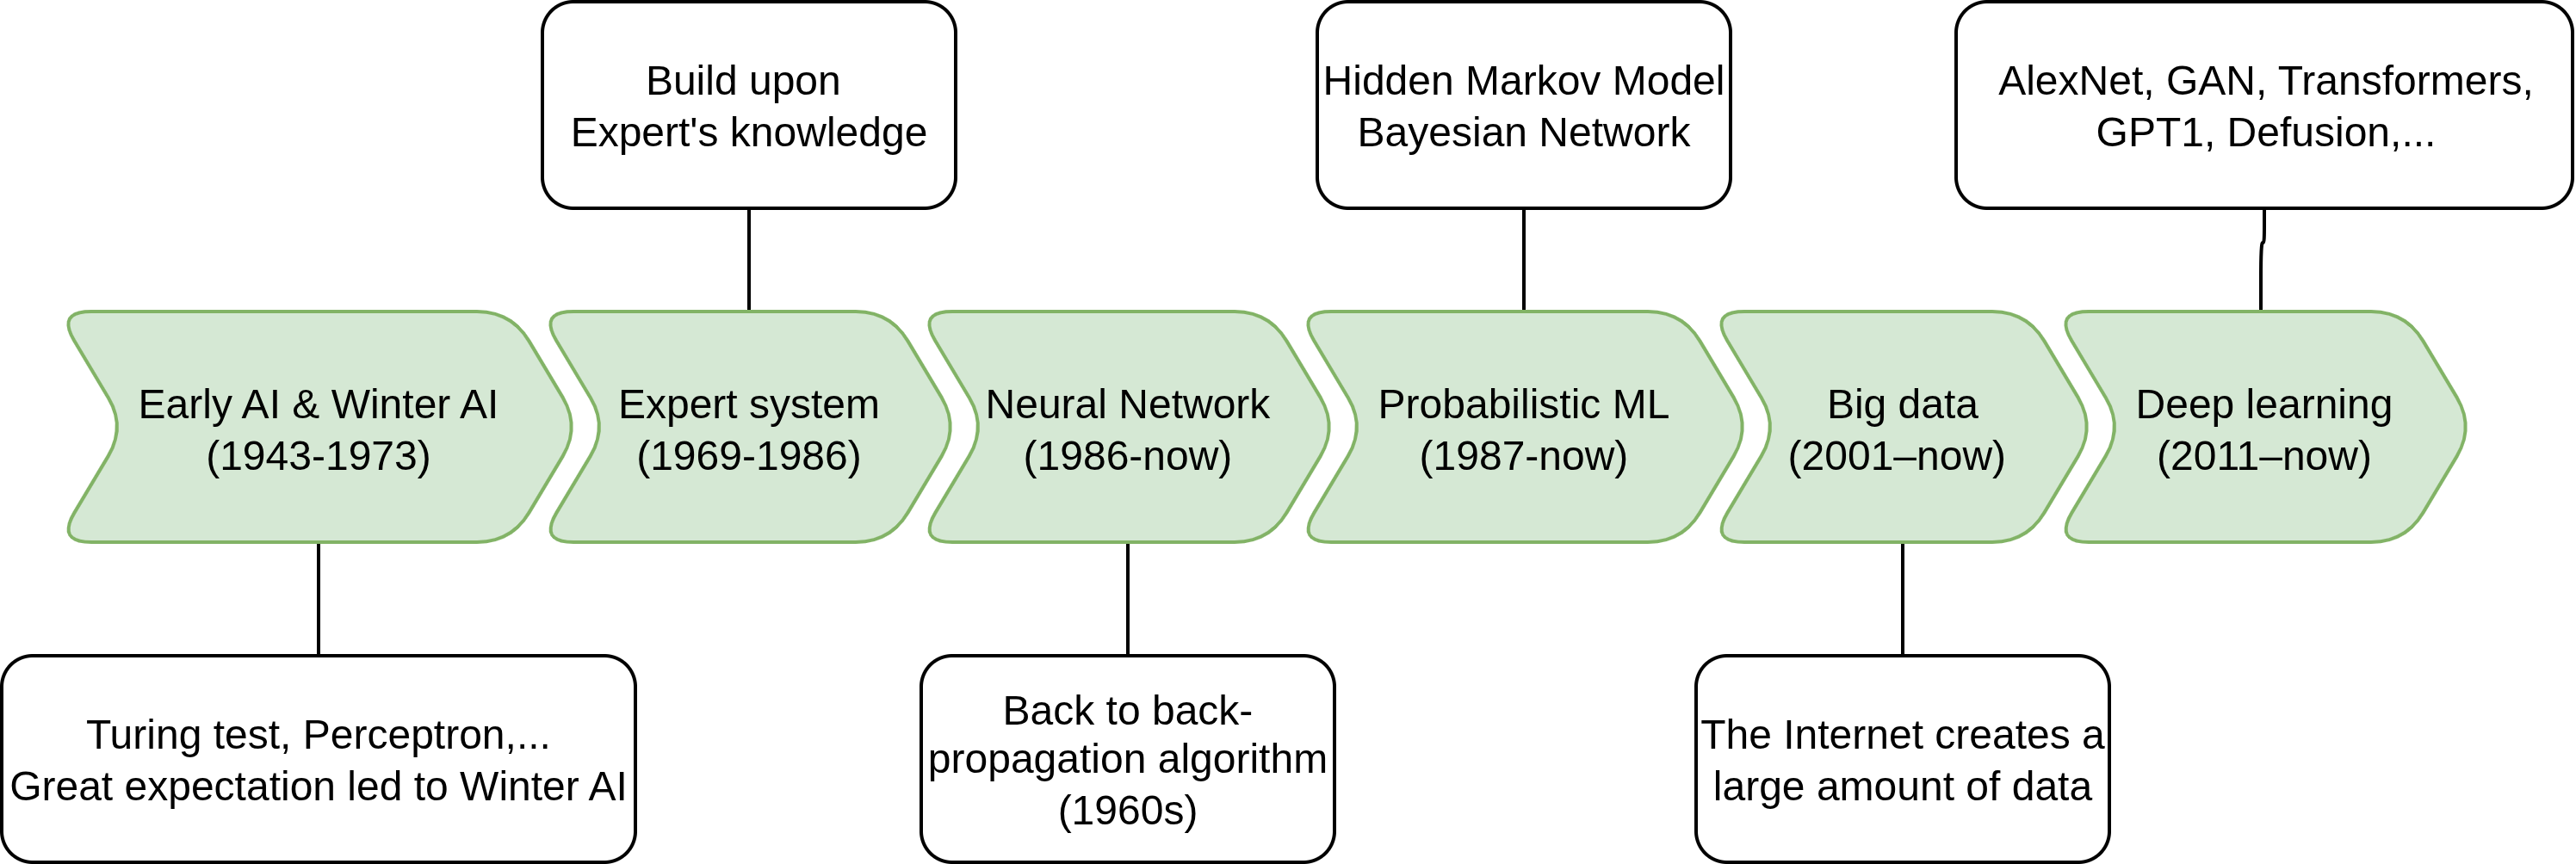 Build upon
Expert's knowledge
Hidden Markov Model
Bayesian Network
AlexNet, GAN, Transformers,
GPT1, Defusion,...
Early AI & Winter AI
(1943-1973)
Expert system
(1969-1986)
Neural Network
(1986-now)
Probabilistic ML
(1987-now)
Big data
(2001–now)
Deep learning
(2011–now)
Turing test, Perceptron,...
Great expectation led to Winter AI
Back to back-
propagation algorithm
(1960s)
The Internet creates a
large amount of data